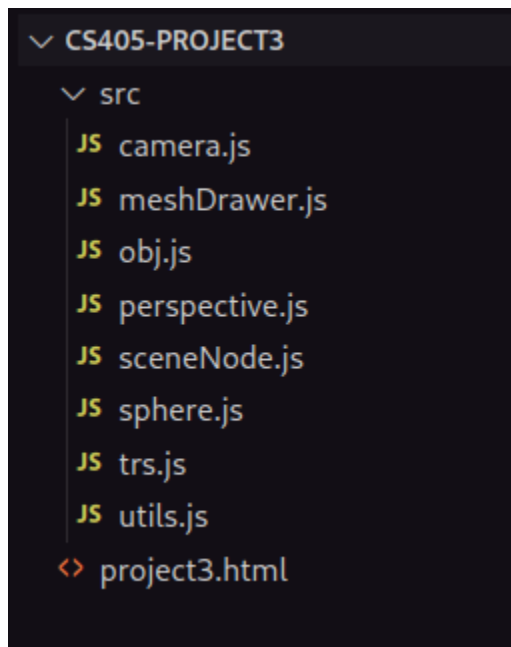 CS405-PROJECT3
src
JS camera.js
JS meshDrawer.js
JS obj.js
JS perspective.js
JS sceneNode.js
JS sphere.js
JS trs.js
JS utils.js
<> project3.html